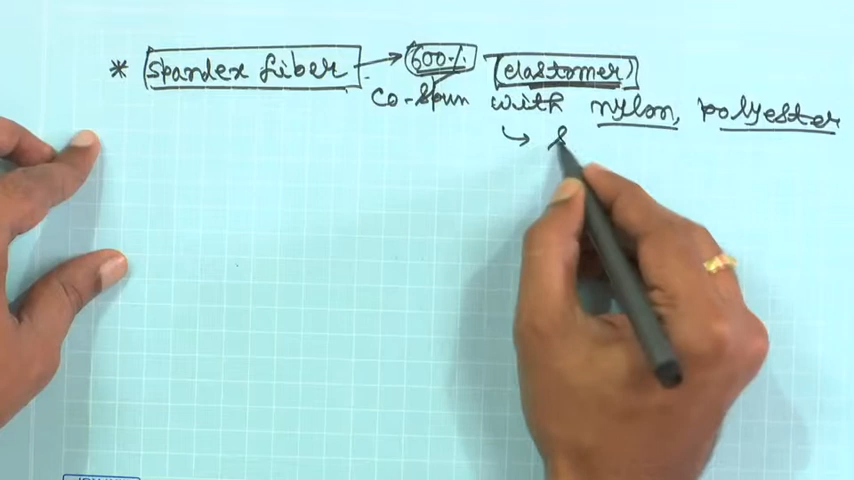 * Spandex fiber → 600% (elastomer)
co-spun with nylon, polyester
↳ s